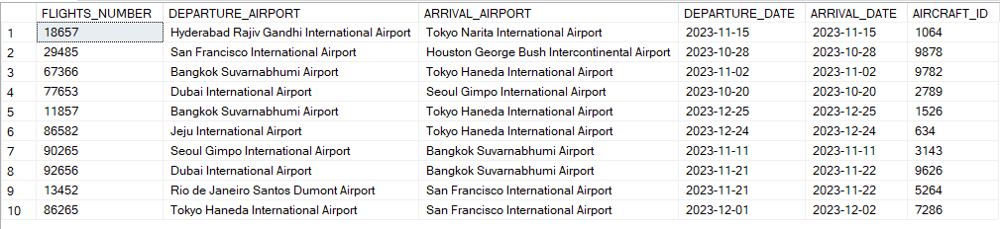 FLIGHTS_NUMBER DEPARTURE_AIRPORT ARRIVAL_AIRPORT DEPARTURE_DATE ARRIVAL_DATE AIRCRAFT_ID
1 18657 Hyderabad Rajiv Gandhi International Airport Tokyo Narita International Airport 2023-11-15 2023-11-15 1064
2 29485 San Francisco International Airport Houston George Bush Intercontinental Airport 2023-10-28 2023-10-28 9878
3 67366 Bangkok Suvarnabhumi Airport Tokyo Haneda International Airport 2023-11-02 2023-11-02 9782
4 77653 Dubai International Airport Seoul Gimpo International Airport 2023-10-20 2023-10-20 2789
5 11857 Bangkok Suvarnabhumi Airport Tokyo Haneda International Airport 2023-12-25 2023-12-25 1526
6 86582 Jeju International Airport Tokyo Haneda International Airport 2023-12-24 2023-12-24 634
7 90265 Seoul Gimpo International Airport Bangkok Suvarnabhumi Airport 2023-11-11 2023-11-11 3143
8 92656 Dubai International Airport Bangkok Suvarnabhumi Airport 2023-11-21 2023-11-22 9626
9 13452 Rio de Janeiro Santos Dumont Airport San Francisco International Airport 2023-11-21 2023-11-22 5264
10 86265 Tokyo Haneda International Airport San Francisco International Airport 2023-12-01 2023-12-02 7286